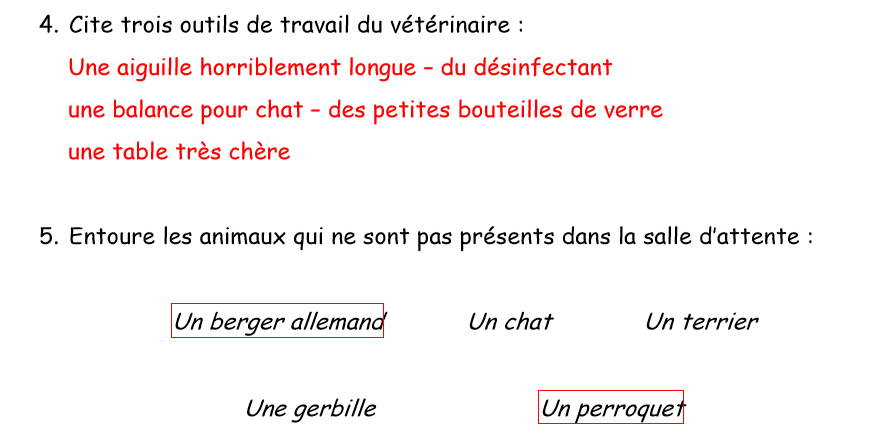 4. Cite trois outils de travail du vétérinaire :
Une aiguille horriblement longue – du désinfectant
une balance pour chat – des petites bouteilles de verre
une table très chère
5. Entoure les animaux qui ne sont pas présents dans la salle d’attente :
Un berger allemand Un chat Un terrier
Une gerbille Un perroquet